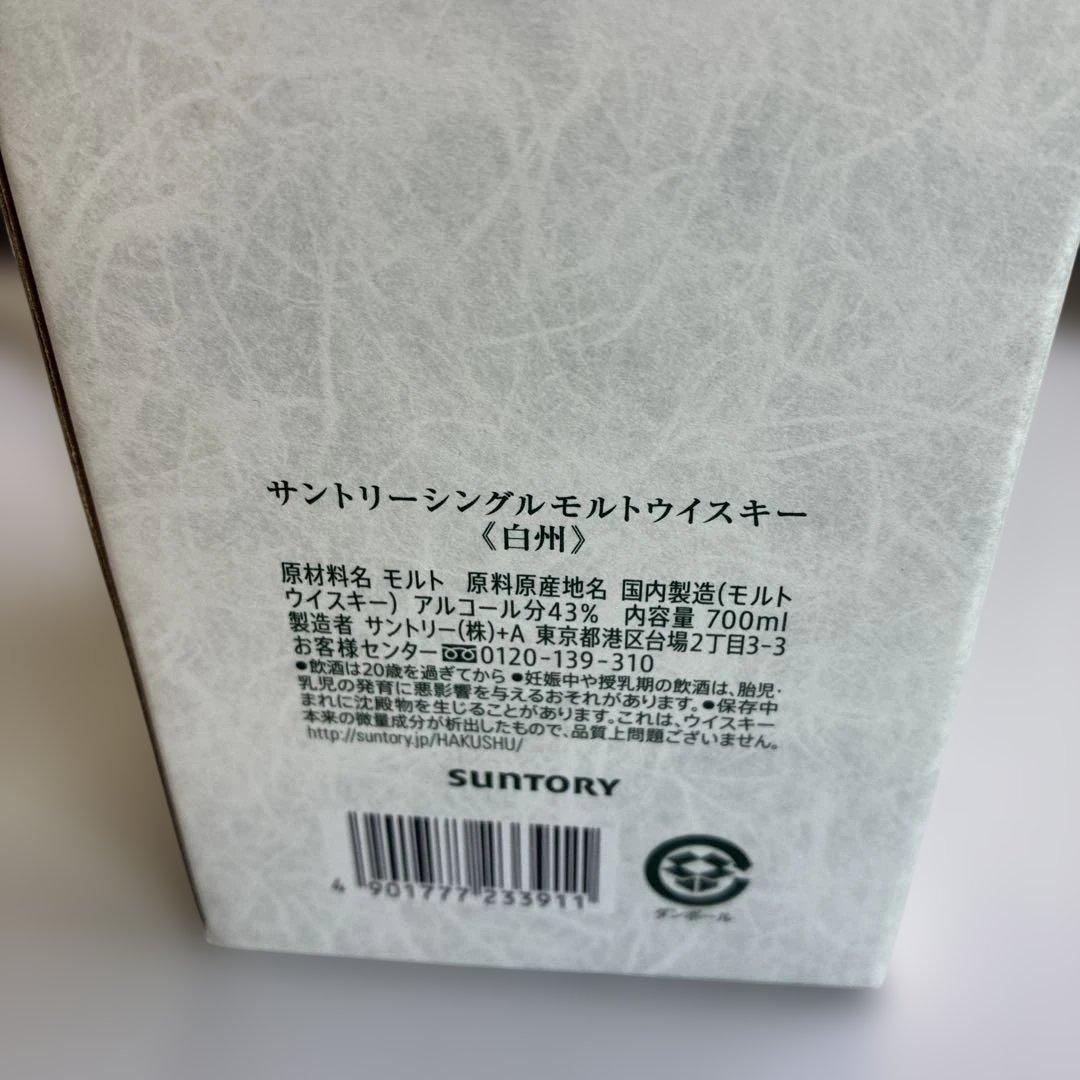 サントリーシングルモルトウイスキー
《白州》
原材料名 モルト 原料原産地名 国内製造(モルト
ウイスキー) アルコール分43% 内容量 700ml
製造者 サントリー(株)+A 東京都港区台場2丁目3-3
お客様センター 0120-139-310
●飲酒は20歳を過ぎてから ●妊娠中や授乳期の飲酒は、胎児・
乳児の発育に悪影響を与えるおそれがあります。●保存中
まれに沈殿物を生じることがあります。これは、ウイスキー
本来の微量成分が析出したもので、品質上問題ございません。
http://suntory.jp/HAKUSHU/
SUNTORY
4 901777 233911
ダンボール